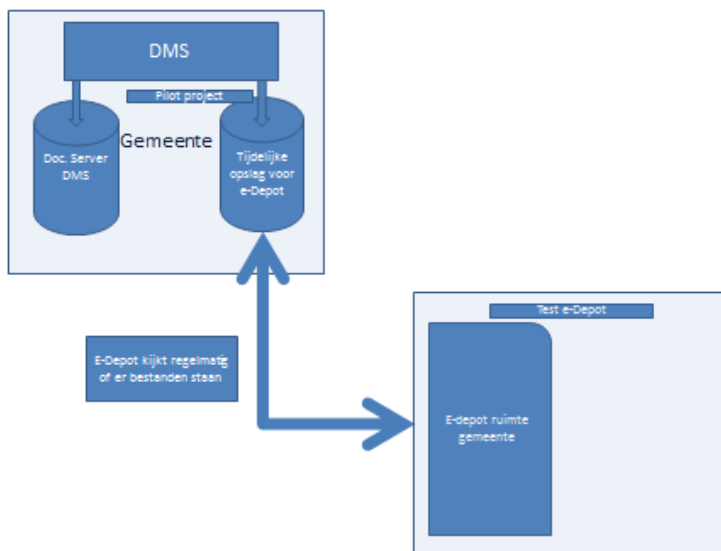 DMS
Pilot project
Gemeente
Doc. Server
DMS
Tijdelijke
opslag voor
e-Depot
E-Depot kijkt regelmatig
of er bestanden staan
Test e-Depot
E-depot ruimte
gemeente